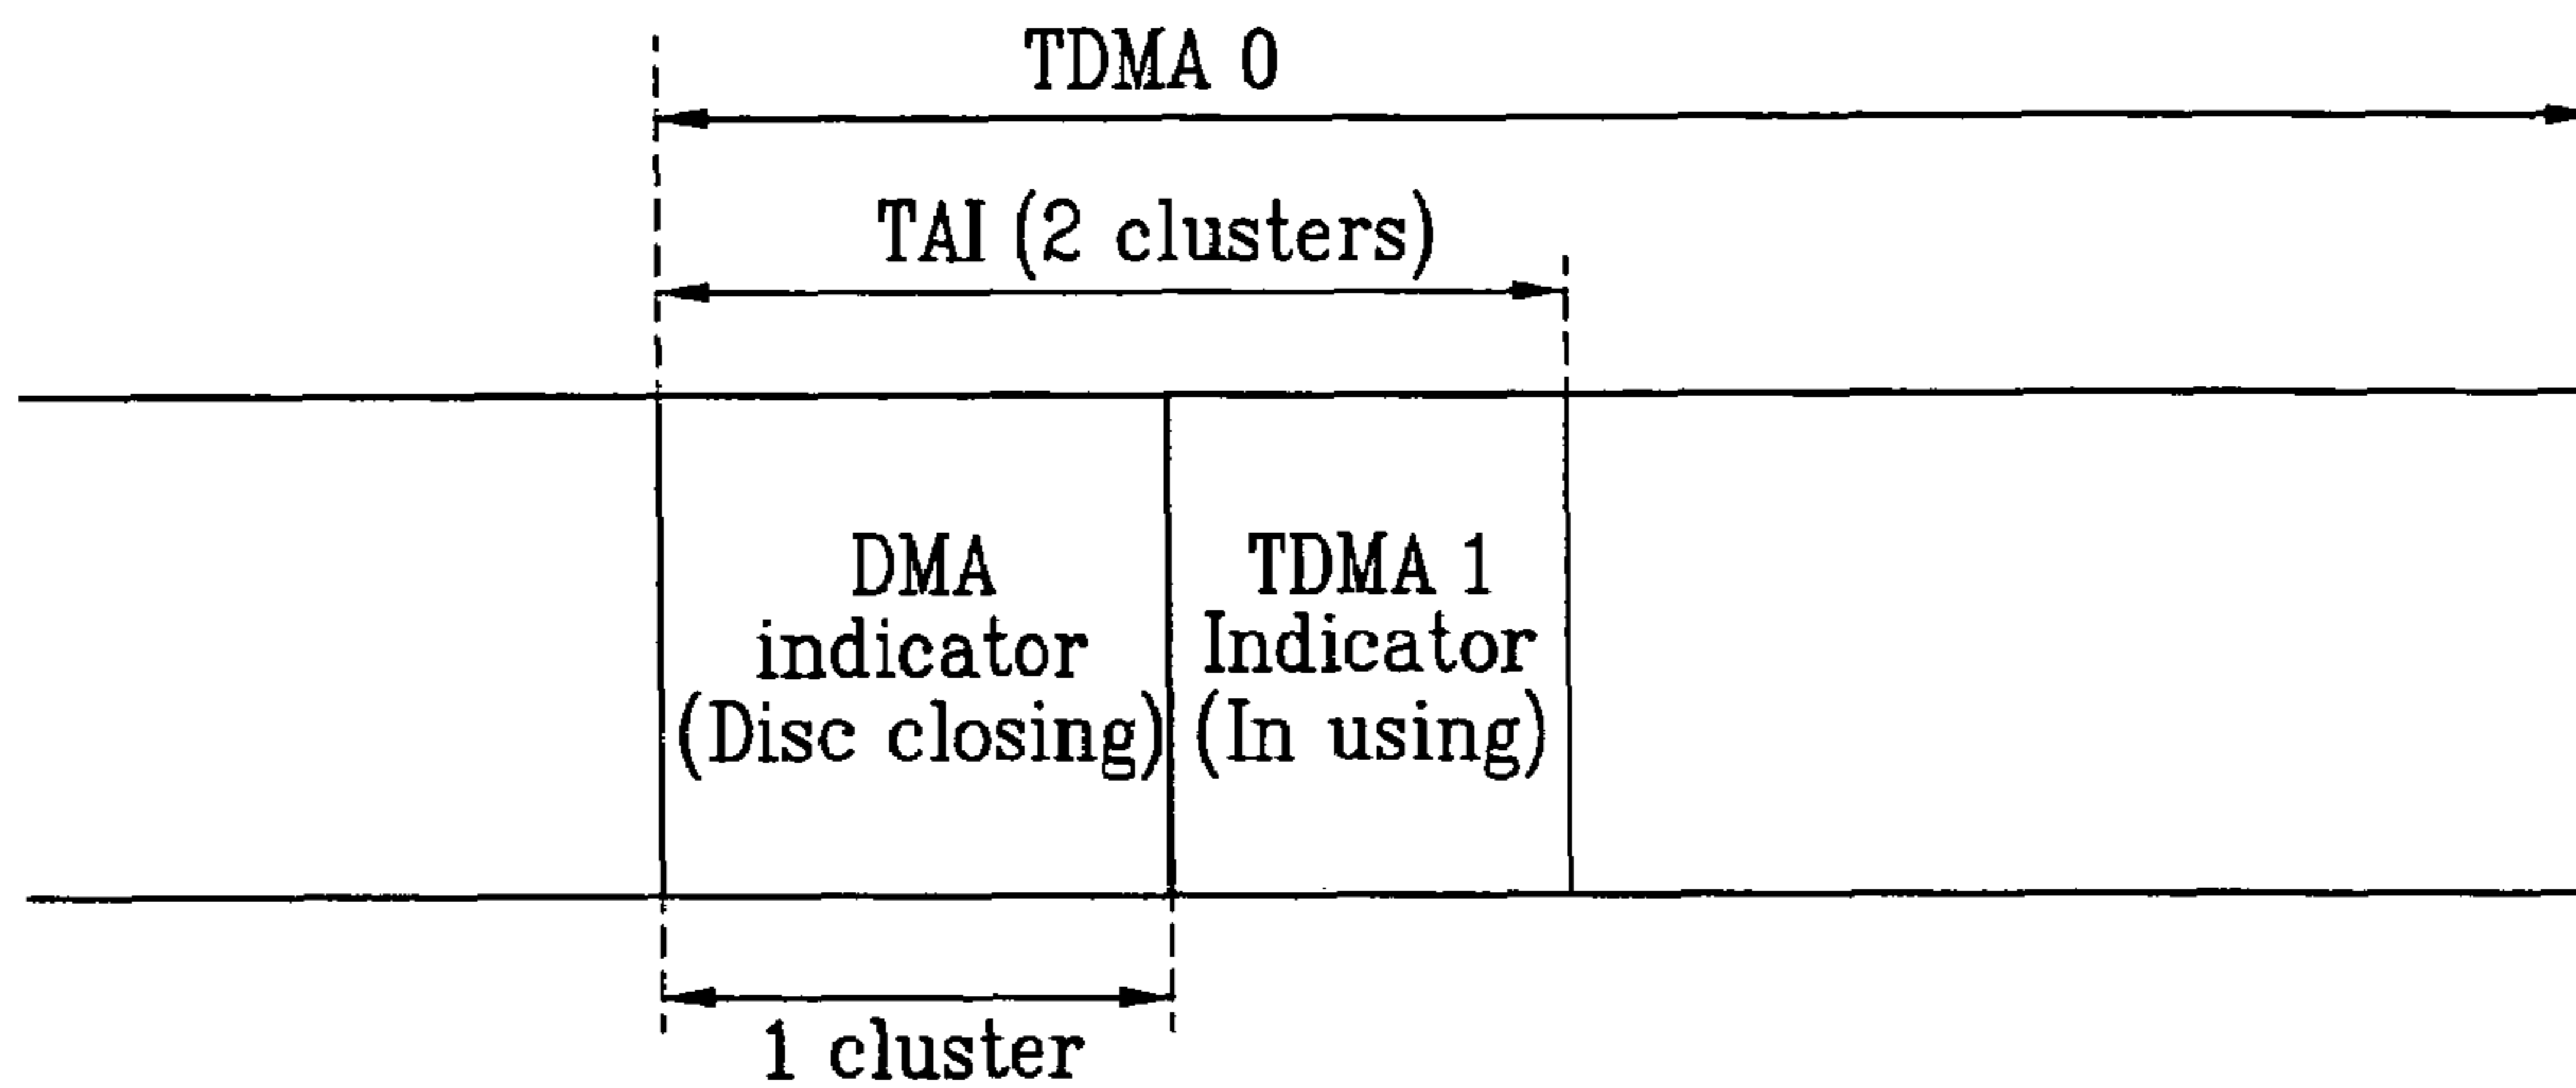 TDMA 0
TAI (2 clusters)
DMA
indicator
(Disc closing)
TDMA 1
Indicator
(In using)
1 cluster